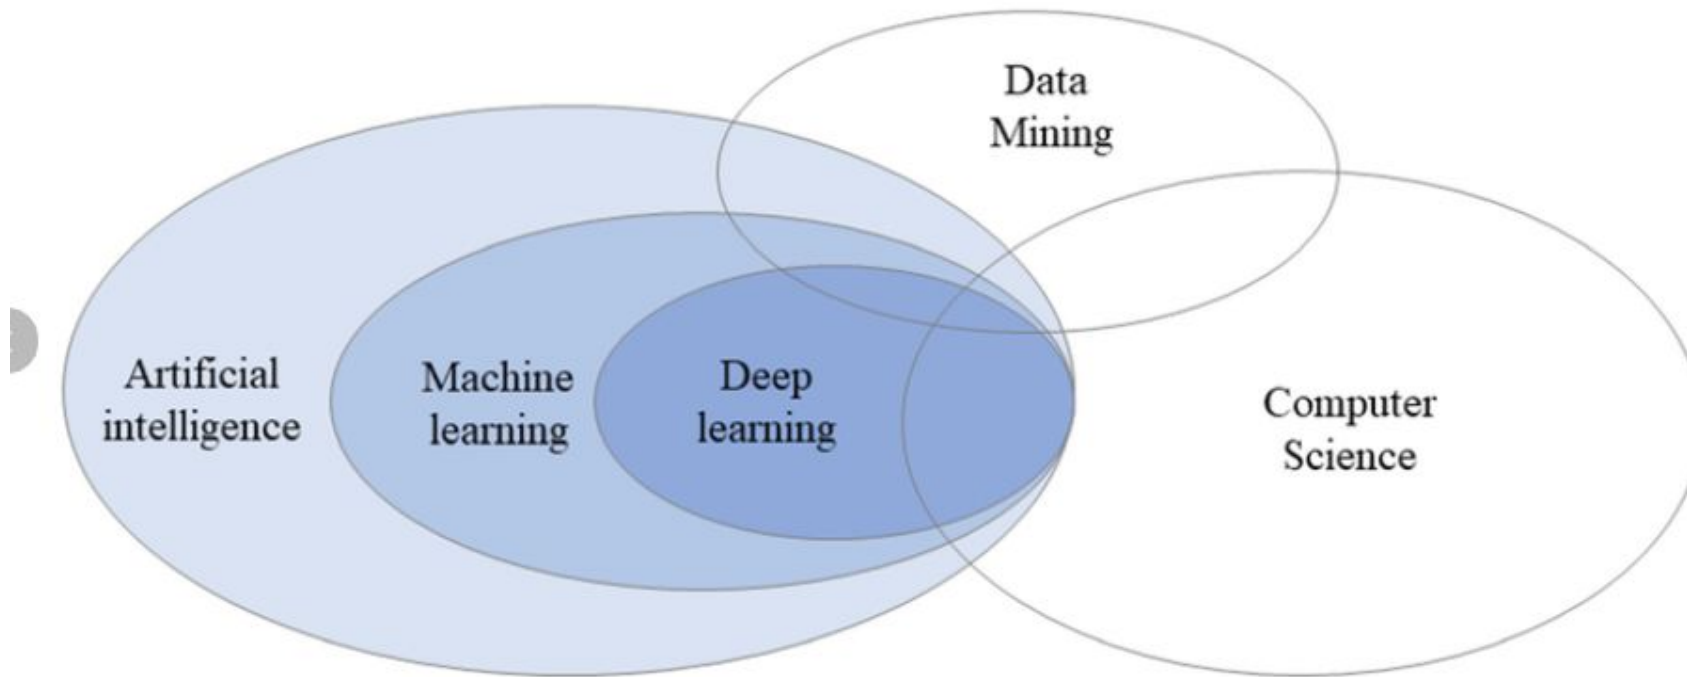 Data
Mining
Artificial
intelligence
Machine
learning
Deep
learning
Computer
Science